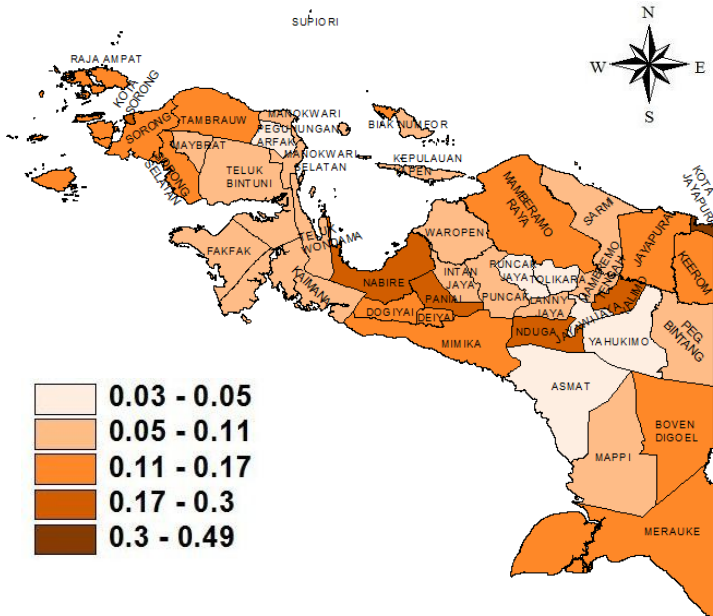 SUPIORI
N
W
E
S
RAJA AMPAT
KOTA
SORONG
SORONG
TAMBRAUW
MANOKWARI
PEGUNUNGAN
ARFAK
MAYBRAT
SORONG
SELATAN
TELUK
BINTUNI
MANOKWARI
SELATAN
BIAK NUMFOR
KEPULAUAN
YAPEN
KOTA
JAYAPURA
MAMBERAMO
RAYA
SARMI
TELUK
WONDAMA
FAKFAK
KAIMANA
WAROPEN
JAYAPURA
KEEROM
NABIRE
INTAN
JAYA
PUNCAK
JAYA
TOLIKARA
PANIAI
PUNCAK
LANNY
JAYA
DOGIYAI
DEIYAI
MIMIKA
NDUGA
JAYAWIJAYA
YALIMO
YAHUKIMO
PEG
BINTANG
ASMAT
MAPPI
BOVEN
DIGOEL
MERAUKE
0.03 - 0.05
0.05 - 0.11
0.11 - 0.17
0.17 - 0.3
0.3 - 0.49